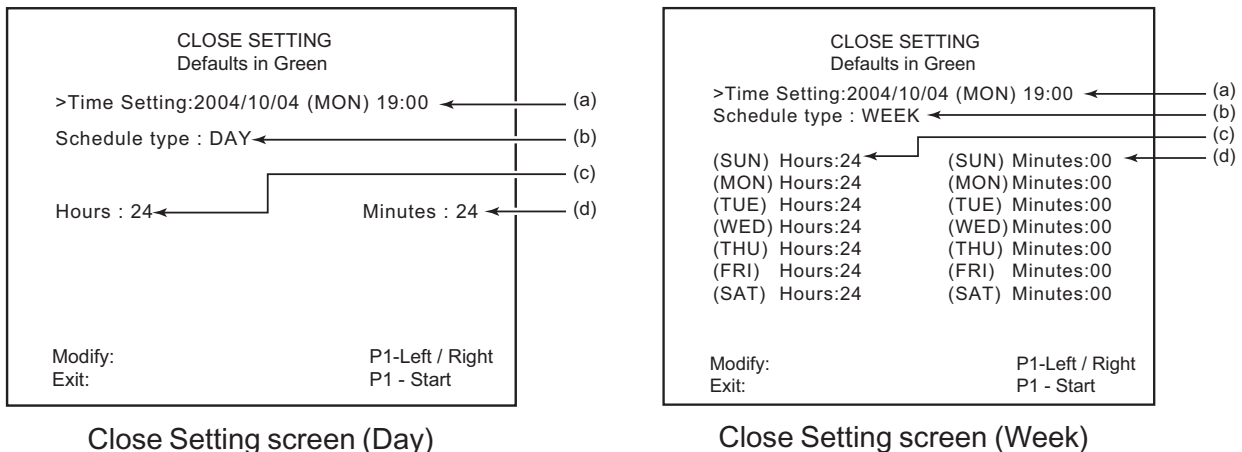 CLOSE SETTING
Defaults in Green
>Time Setting:2004/10/04 (MON) 19:00
(a)
Schedule type : DAY
(b)
(c)
Hours : 24
Minutes : 24
(d)
Modify:
P1-Left / Right
Exit:
P1 - Start
Close Setting screen (Day)
CLOSE SETTING
Defaults in Green
>Time Setting:2004/10/04 (MON) 19:00
(a)
Schedule type : WEEK
(b)
(c)
(SUN) Hours:24
(SUN) Minutes:00
(d)
(MON) Hours:24
(MON) Minutes:00
(TUE) Hours:24
(TUE) Minutes:00
(WED) Hours:24
(WED) Minutes:00
(THU) Hours:24
(THU) Minutes:00
(FRI) Hours:24
(FRI) Minutes:00
(SAT) Hours:24
(SAT) Minutes:00
Modify:
P1-Left / Right
Exit:
P1 - Start
Close Setting screen (Week)